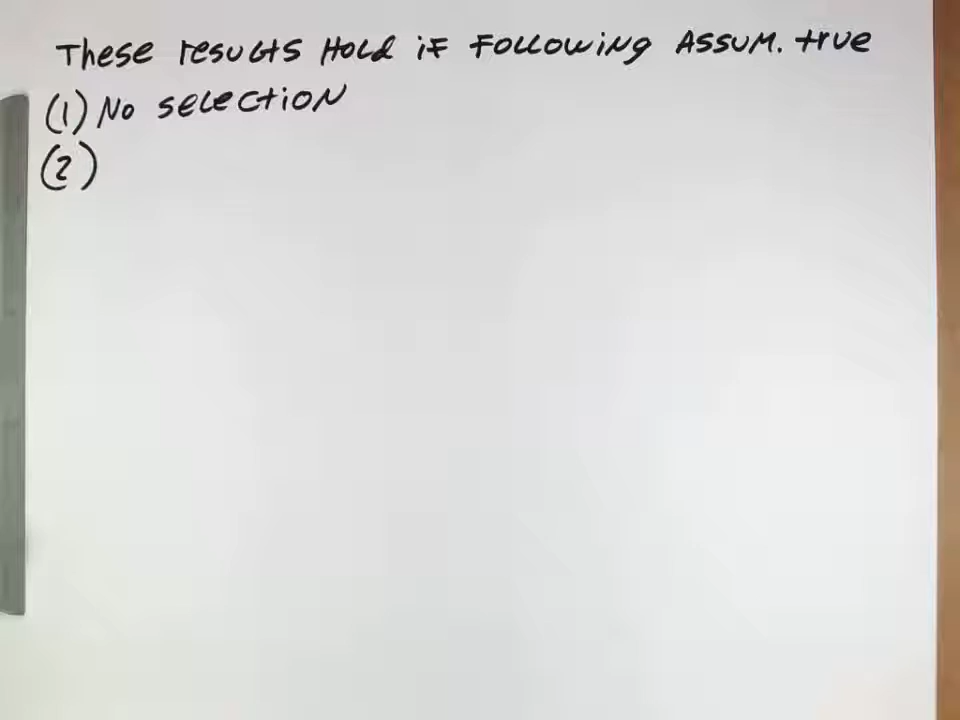 These results Hold if Following Assum. true
(1) No selection
(2)